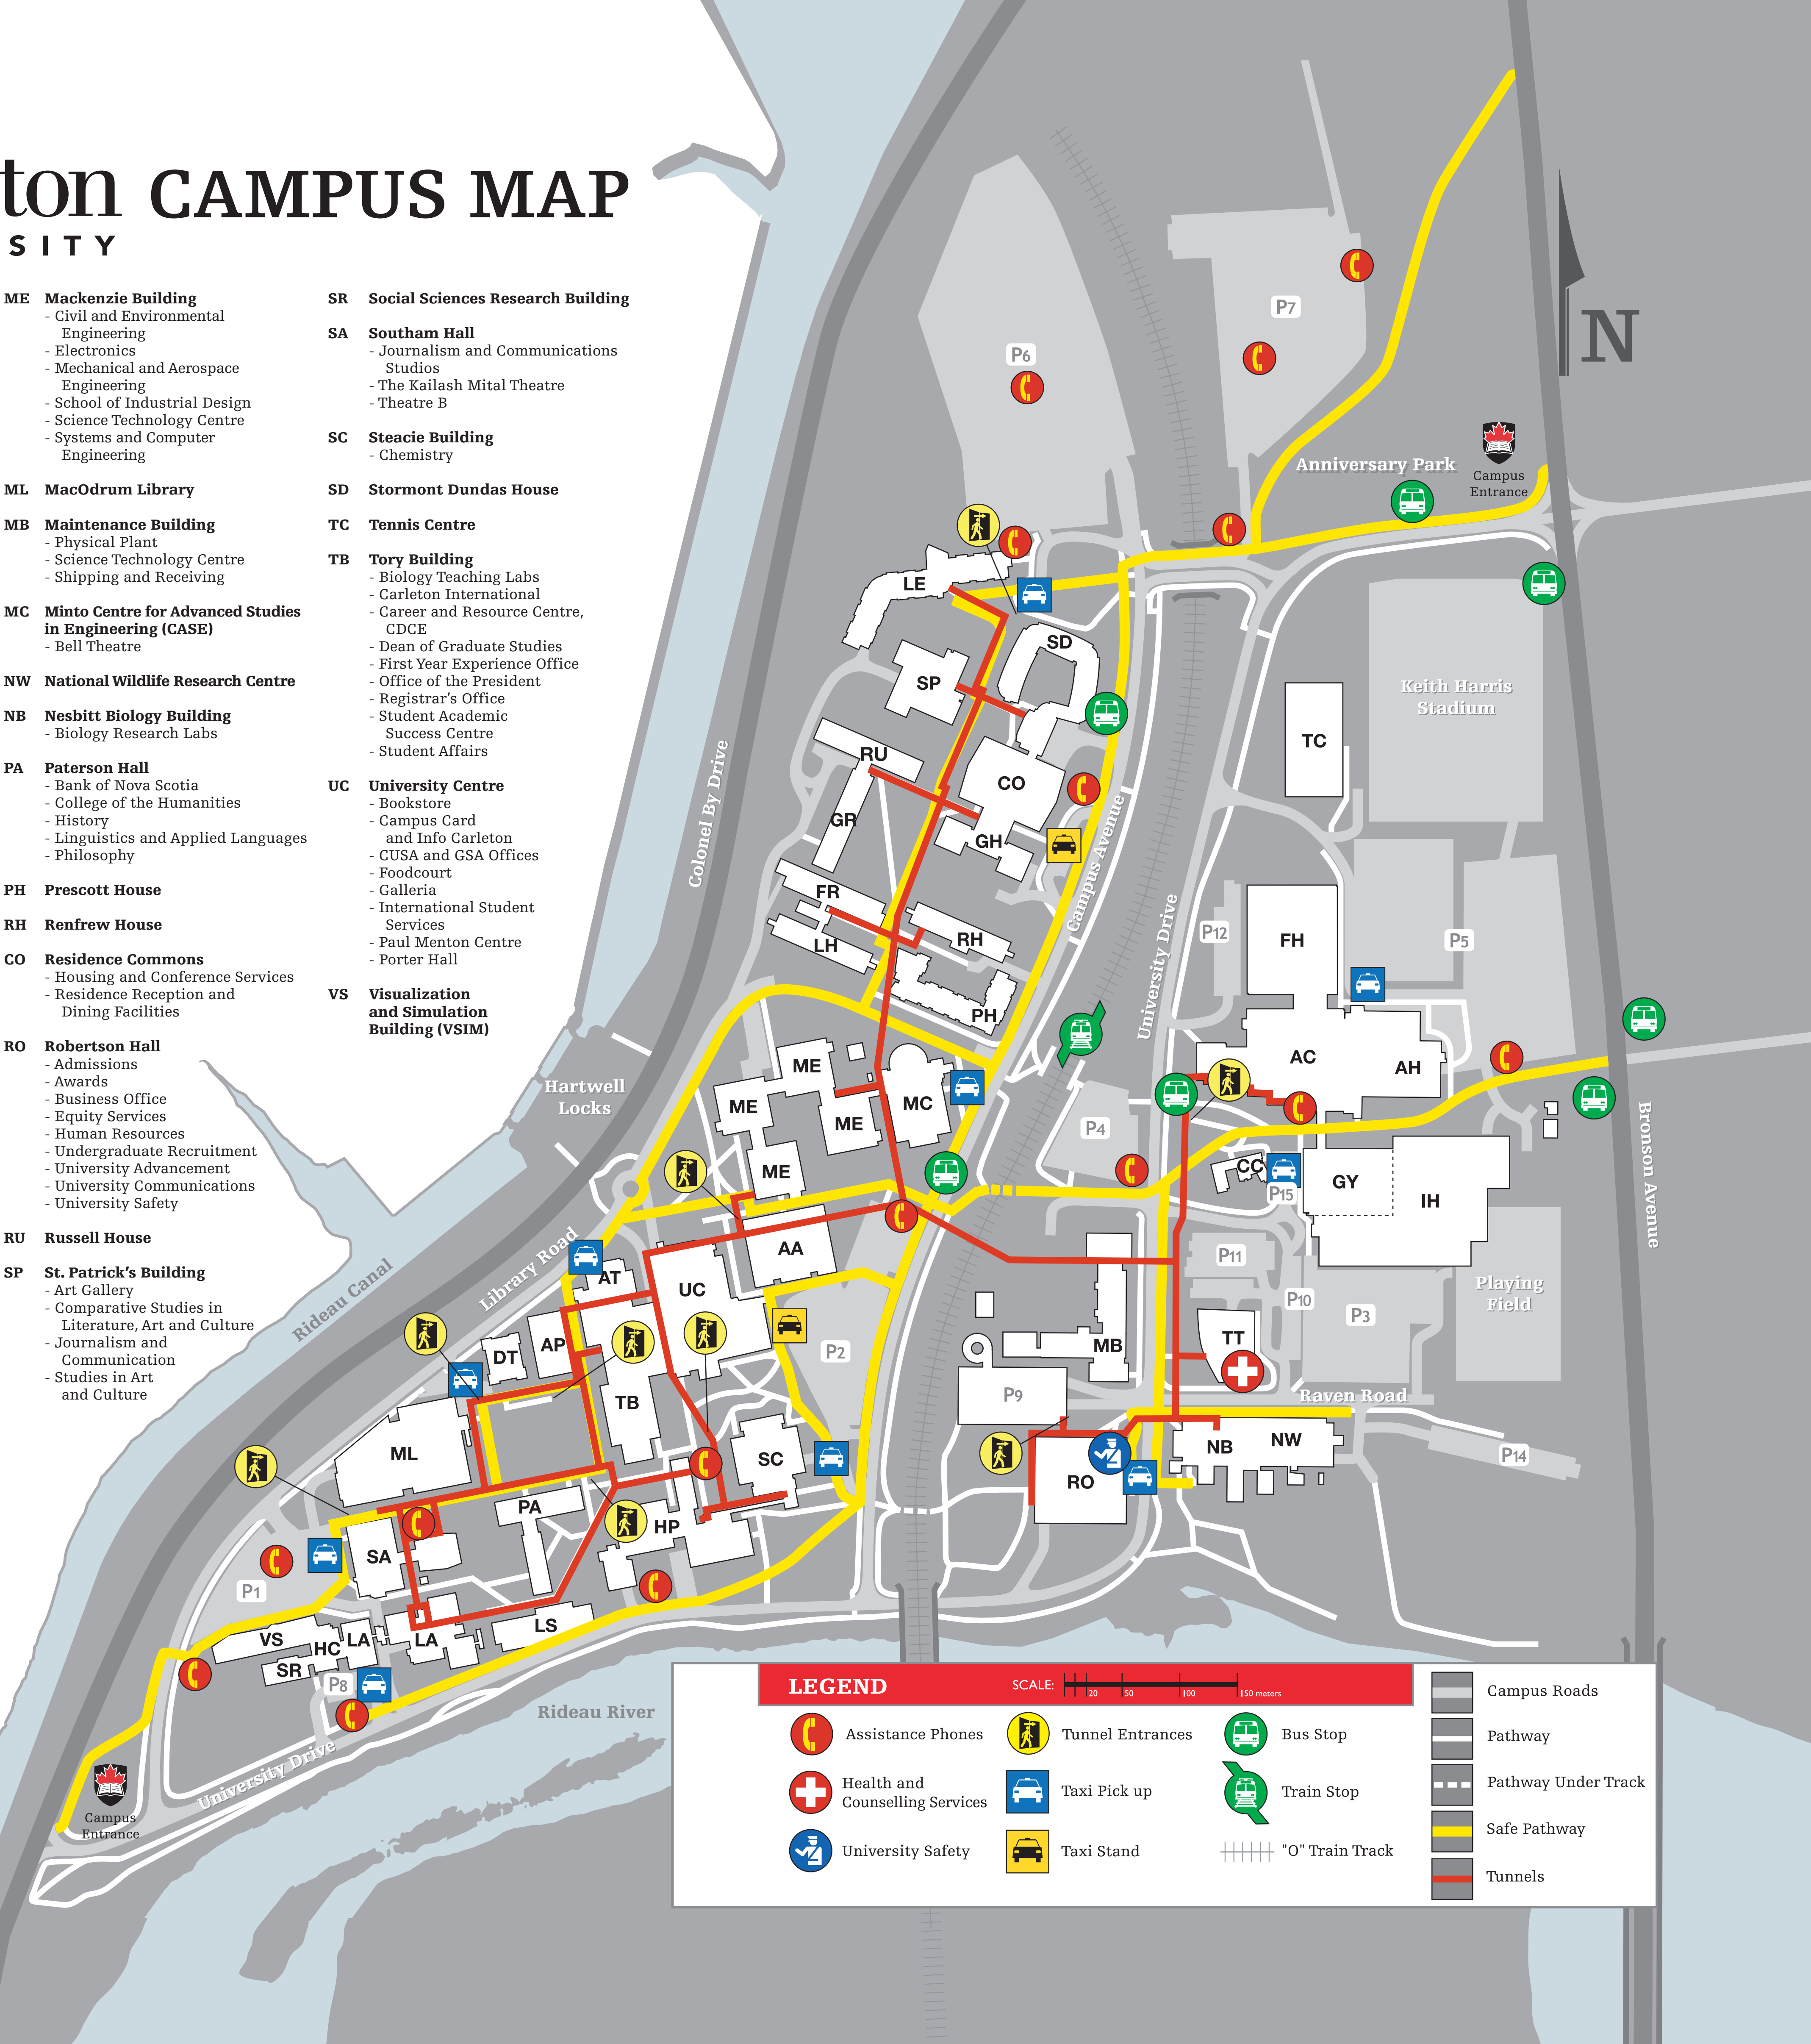 ton CAMPUS MAP
SITY
ME Mackenzie Building
- Civil and Environmental
Engineering
- Electronics
- Mechanical and Aerospace
Engineering
- School of Industrial Design
- Science Technology Centre
- Systems and Computer
Engineering
ML MacOdrum Library
MB Maintenance Building
- Physical Plant
- Science Technology Centre
- Shipping and Receiving
MC Minto Centre for Advanced Studies
in Engineering (CASE)
- Bell Theatre
NW National Wildlife Research Centre
NB Nesbitt Biology Building
- Biology Research Labs
PA Paterson Hall
- Bank of Nova Scotia
- College of the Humanities
- History
- Linguistics and Applied Languages
- Philosophy
PH Prescott House
RH Renfrew House
CO Residence Commons
- Housing and Conference Services
- Residence Reception and
Dining Facilities
RO Robertson Hall
- Admissions
- Awards
- Business Office
- Equity Services
- Human Resources
- Undergraduate Recruitment
- University Advancement
- University Communications
- University Safety
RU Russell House
SP St. Patrick's Building
- Art Gallery
- Comparative Studies in
Literature, Art and Culture
- Journalism and
Communication
- Studies in Art
and Culture
SR Social Sciences Research Building
SA Southam Hall
- Journalism and Communications
Studios
- The Kailash Mital Theatre
- Theatre B
SC Steacie Building
- Chemistry
SD Stormont Dundas House
TC Tennis Centre
TB Tory Building
- Biology Teaching Labs
- Carleton International
- Career and Resource Centre,
CDCE
- Dean of Graduate Studies
- First Year Experience Office
- Office of the President
- Registrar's Office
- Student Academic
Success Centre
- Student Affairs
UC University Centre
- Bookstore
- Campus Card
and Info Carleton
- CUSA and GSA Offices
- Foodcourt
- Galleria
- International Student
Services
- Paul Menton Centre
- Porter Hall
VS Visualization
and Simulation
Building (VSIM)
N
P7
P6
Anniversary Park
Campus
Entrance
LE
SD
SP
Keith Harris
Stadium
TC
RU
CO
GR
GH
Colonel By Drive
Campus Avenue
FR
LH
RH
PH
P12
FH
P5
University Drive
Hartwell
Locks
ME
ME
ME
ME
MC
AC
AH
P4
CC
P15
GY
IH
Bronson Avenue
Library Road
Rideau Canal
AA
AT
UC
P11
P10
P3
Playing
Field
TT
MB
AP
DT
P2
P9
TB
Raven Road
ML
SC
RO
NB
NW
P14
PA
HP
SA
P1
LS
VS
HC
LA
LA
SR
P8
Rideau River
University Drive
Campus
Entrance
LEGEND
SCALE:
20 50 100 150 meters
Assistance Phones
Tunnel Entrances
Bus Stop
Health and
Counselling Services
Taxi Pick up
Train Stop
University Safety
Taxi Stand
"O" Train Track
Campus Roads
Pathway
Pathway Under Track
Safe Pathway
Tunnels